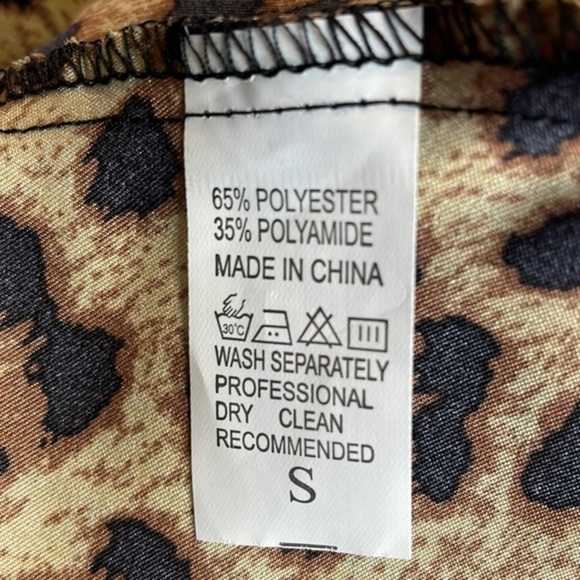 65% POLYESTER
35% POLYAMIDE
MADE IN CHINA
30°C
WASH SEPARATELY
PROFESSIONAL
DRY CLEAN
RECOMMENDED
S